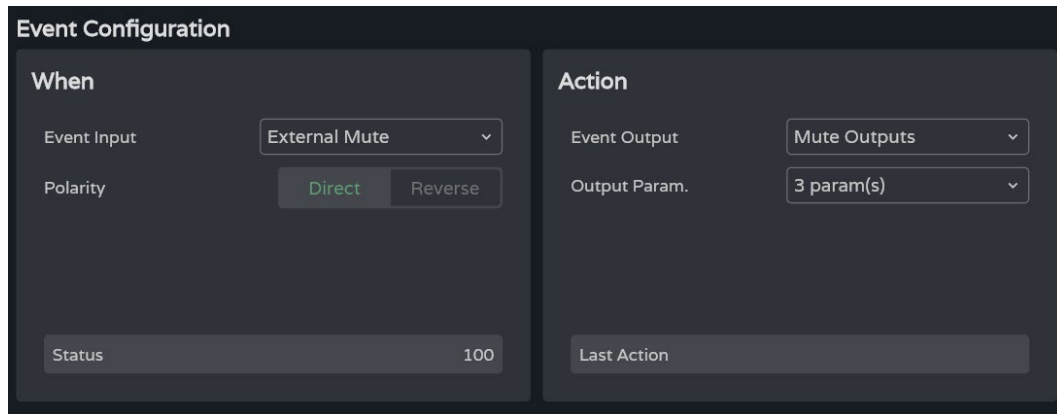 Event Configuration
When
Event Input External Mute
Polarity Direct Reverse
Status 100
Action
Event Output Mute Outputs
Output Param. 3 param(s)
Last Action